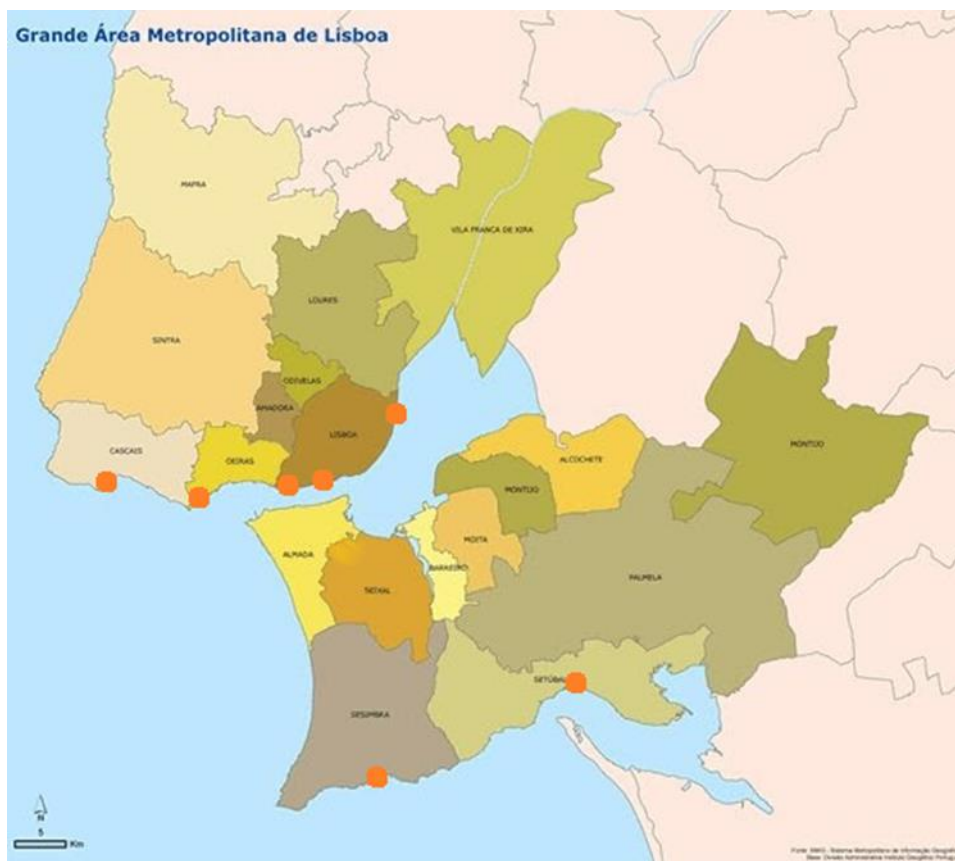 Grande Área Metropolitana de Lisboa
MAFRA
VILA FRANCA DE XIRA
LOURES
SINTRA
ODIVELAS
AMADORA
LISBOA
MONTIJO
CASCAIS
OEIRAS
ALCOCHETE
MONTIJO
MOITA
ALMADA
BARREIRO
PALMELA
SEIXAL
SETÚBAL
SESIMBRA
N
5
Km